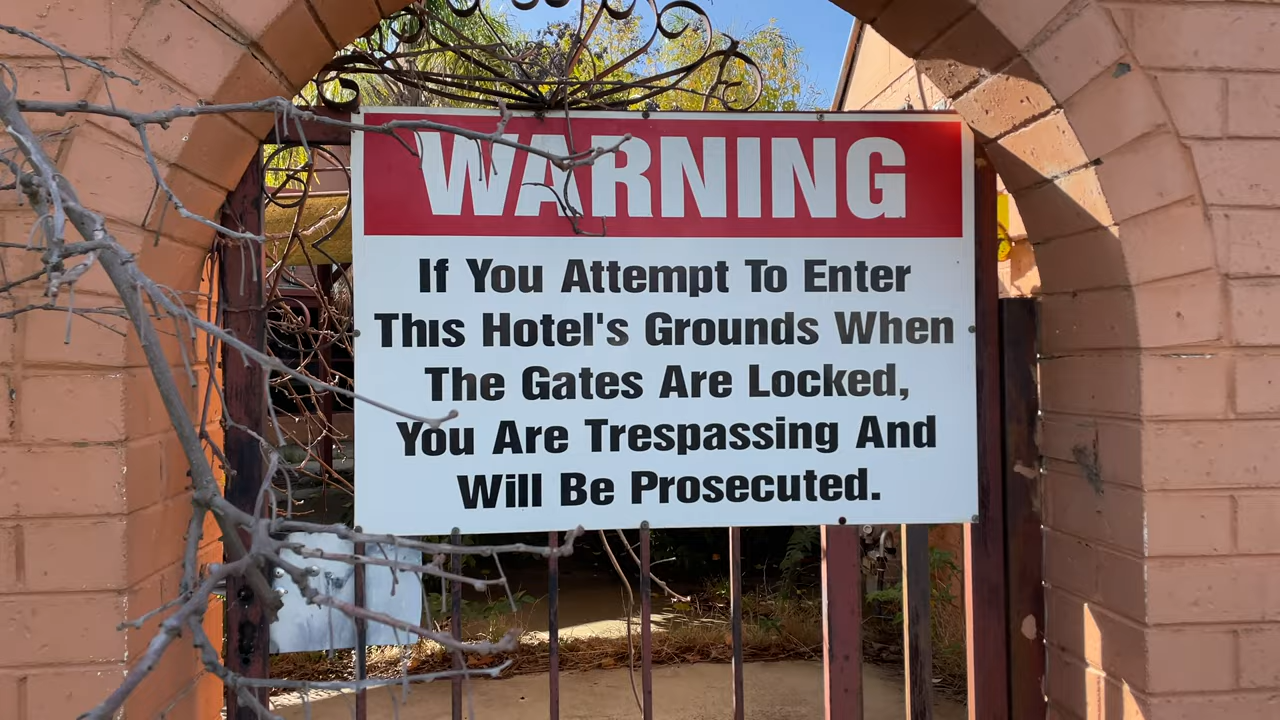 WARNING
If You Attempt To Enter
This Hotel's Grounds When
The Gates Are Locked,
You Are Trespassing And
Will Be Prosecuted.